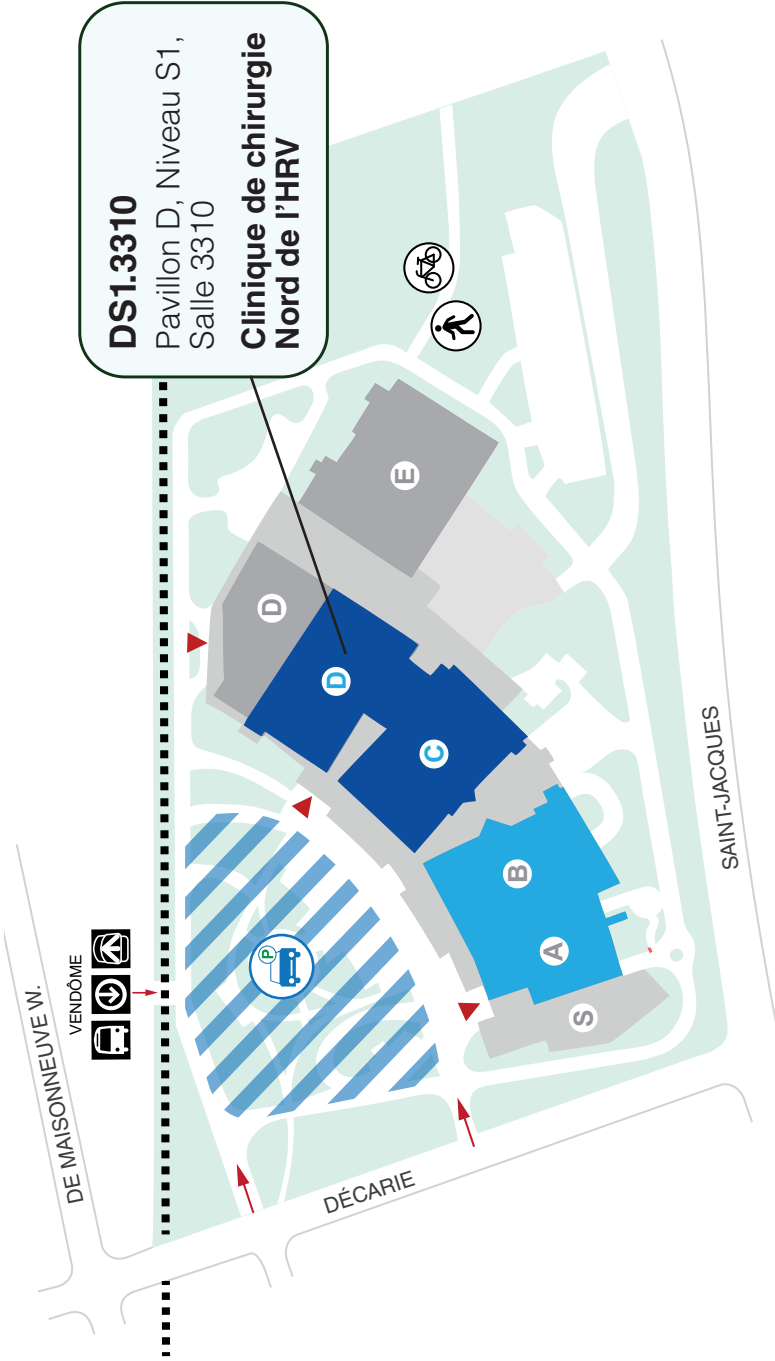 DS1.3310
Pavillon D, Niveau S1,
Salle 3310
Clinique de chirurgie
Nord de l'HRV
DE MAISONNEUVE W.
VENDÔME
P
D
E
D
C
B
A
S
DÉCARIE
SAINT-JACQUES